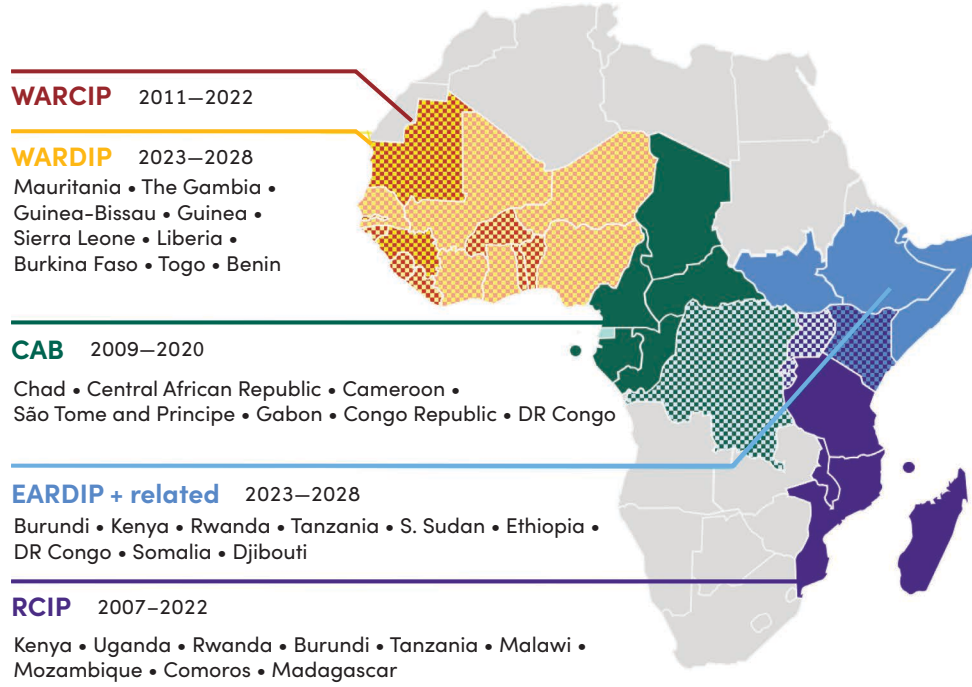 WARCIP 2011—2022
WARDIP 2023—2028
Mauritania • The Gambia •
Guinea-Bissau • Guinea •
Sierra Leone • Liberia •
Burkina Faso • Togo • Benin
CAB 2009—2020
Chad • Central African Republic • Cameroon •
São Tome and Principe • Gabon • Congo Republic • DR Congo
EARDIP + related 2023—2028
Burundi • Kenya • Rwanda • Tanzania • S. Sudan • Ethiopia •
DR Congo • Somalia • Djibouti
RCIP 2007–2022
Kenya • Uganda • Rwanda • Burundi • Tanzania • Malawi •
Mozambique • Comoros • Madagascar